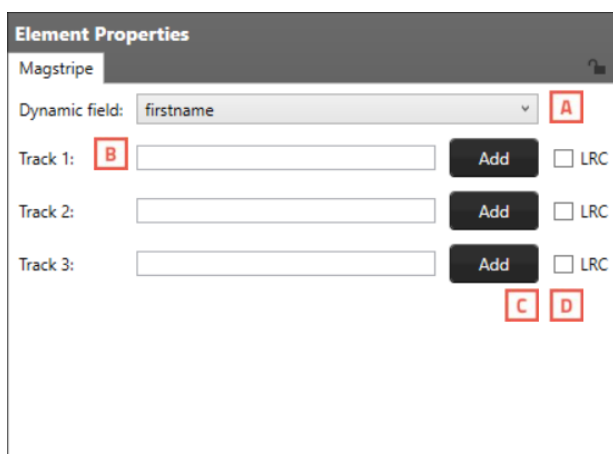 Element Properties
Magstripe
Dynamic field: firstname A
Track 1: B Add LRC
Track 2: Add LRC
Track 3: Add LRC
C D